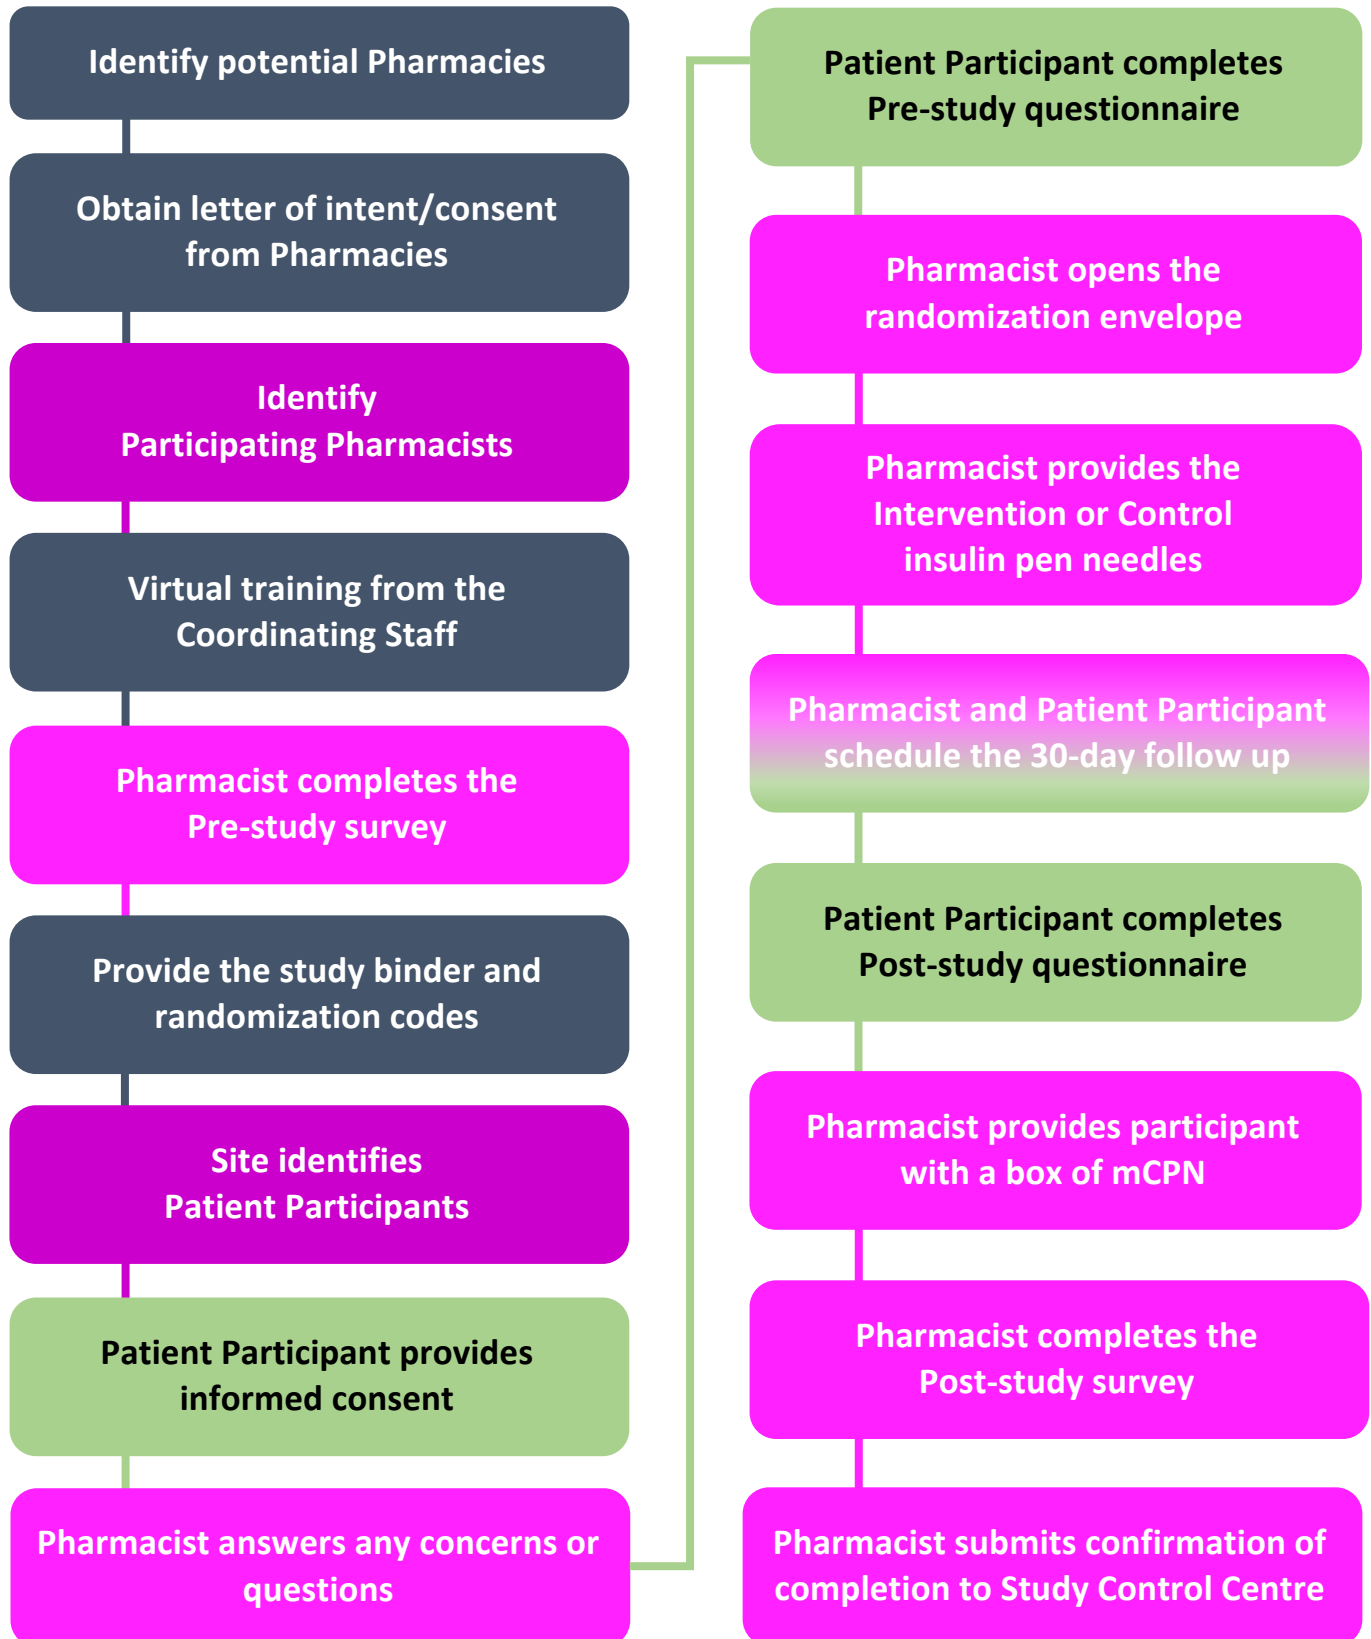 Identify potential Pharmacies
Obtain letter of intent/consent
from Pharmacies
Identify
Participating Pharmacists
Virtual training from the
Coordinating Staff
Pharmacist completes the
Pre-study survey
Provide the study binder and
randomization codes
Site identifies
Patient Participants
Patient Participant provides
informed consent
Pharmacist answers any concerns or
questions
Patient Participant completes
Pre-study questionnaire
Pharmacist opens the
randomization envelope
Pharmacist provides the
Intervention or Control
insulin pen needles
Pharmacist and Patient Participant
schedule the 30-day follow up
Patient Participant completes
Post-study questionnaire
Pharmacist provides participant
with a box of mCPN
Pharmacist completes the
Post-study survey
Pharmacist submits confirmation of
completion to Study Control Centre